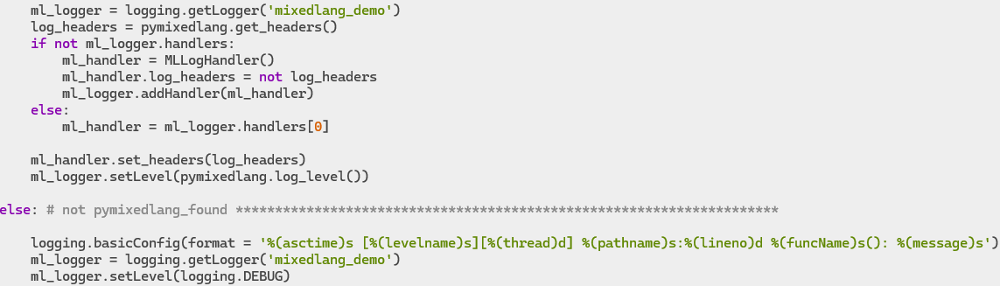 ml_logger = logging.getLogger('mixedlang_demo')
    log_headers = pymixedlang.get_headers()
    if not ml_logger.handlers:
        ml_handler = MLLogHandler()
        ml_handler.log_headers = not log_headers
        ml_logger.addHandler(ml_handler)
    else:
        ml_handler = ml_logger.handlers[0]

    ml_handler.set_headers(log_headers)
    ml_logger.setLevel(pymixedlang.log_level())

else: # not pymixedlang_found *********************************************************************

    logging.basicConfig(format = '%(asctime)s [%(levelname)s][%(thread)d] %(pathname)s:%(lineno)d %(funcName)s(): %(message)s')
    ml_logger = logging.getLogger('mixedlang_demo')
    ml_logger.setLevel(logging.DEBUG)